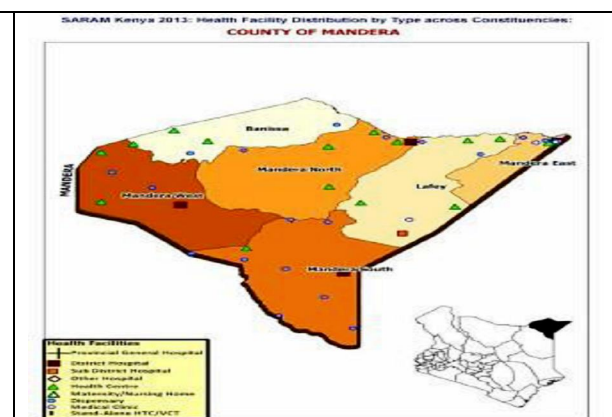 SARAM Kenya 2013: Health Facility Distribution by Type across Constituencies:
COUNTY OF MANDERA
Banissa
Mandera North
Mandera East
Lafey
MANDERA
Mandera West
Mandera South
Health Facilities
Provincial General Hospital
District Hospital
Sub District Hospital
Other Hospital
Health Centre
Maternity/Nursing Home
Dispensary
Medical Clinic
Stand-Alone HTC/VCT